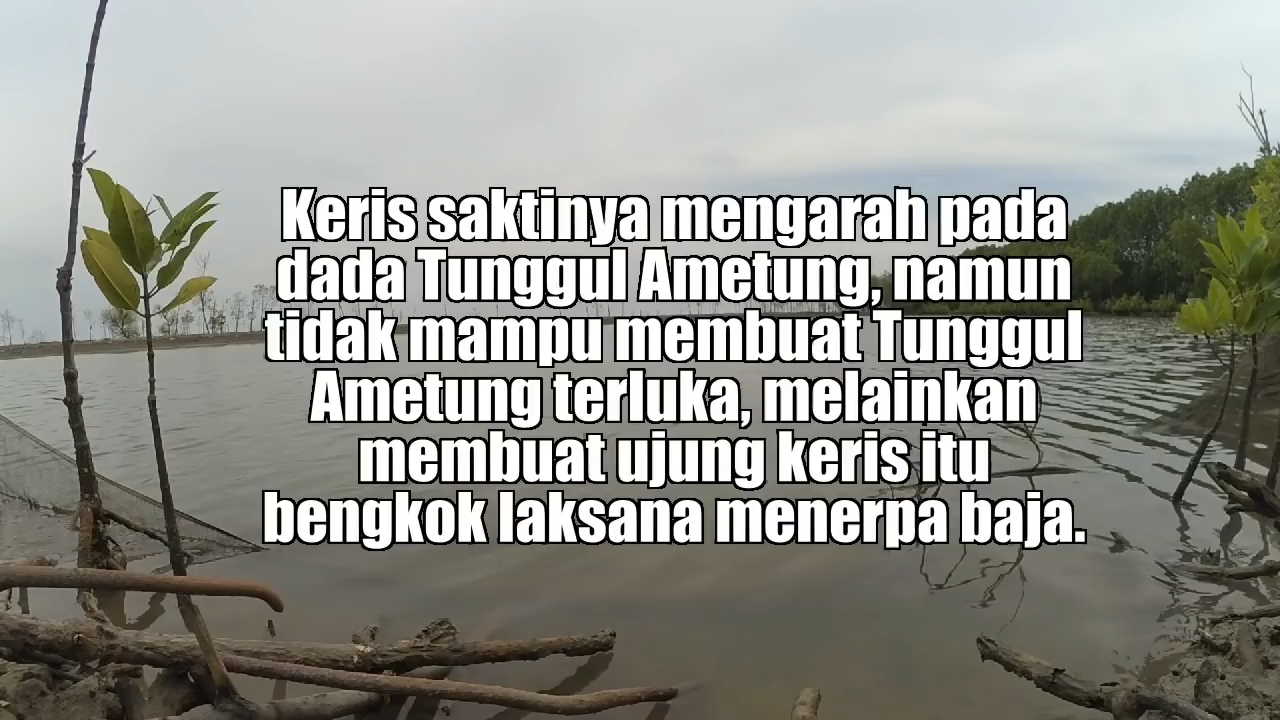 Keris saktinya mengarah pada
dada Tunggul Ametung, namun
tidak mampu membuat Tunggul
Ametung terluka, melainkan
membuat ujung keris itu
bengkok laksana menerpa baja.